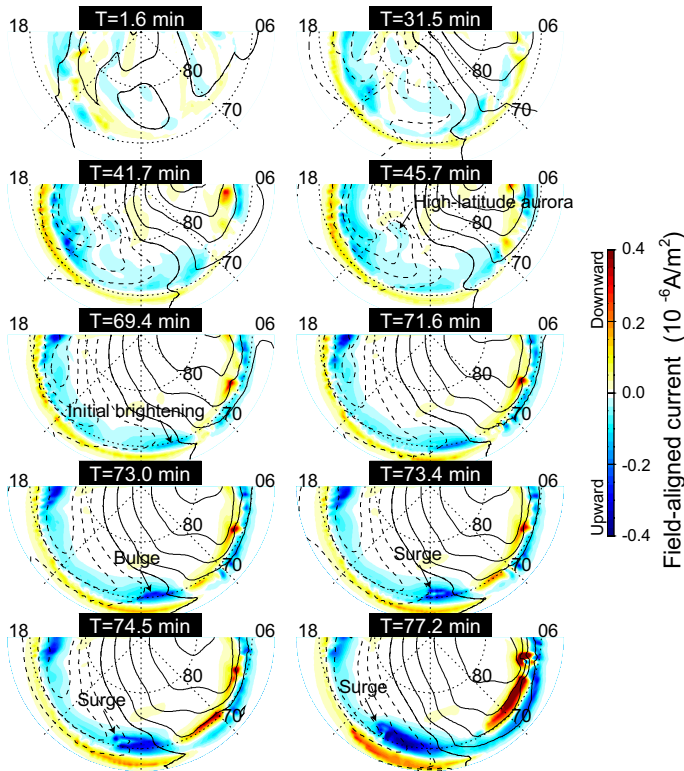 T=1.6 min
T=31.5 min
18 06 18 06
80 80
70 70
T=41.7 min
T=45.7 min
18 06 18 06
High-latitude aurora
80 80
70 70
T=69.4 min
T=71.6 min
18 06 18 06
80 80
Initial brightening
70 70
T=73.0 min
T=73.4 min
18 06 18 06
80 80
Bulge
Surge
70 70
T=74.5 min
T=77.2 min
18 06 18 06
80 80
Surge
Surge
70 70
Downward
Upward
0.4
0.2
0.0
-0.2
-0.4
Field-aligned current (10 -6A/m2)